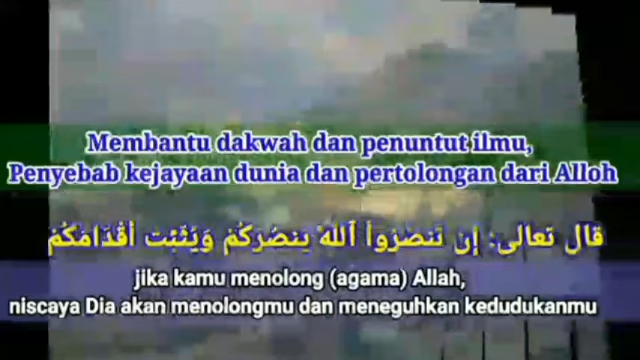 Membantu dakwah dan penuntut ilmu,
Penyebab kejayaan dunia dan pertolongan dari Alloh
قال تعالى: إِن تَنصُرُوا۟ ٱللَّهَ يَنصُرْكُمْ وَيُثَبِّت أَقْدَامَكُمْ
jika kamu menolong (agama) Allah,
niscaya Dia akan menolongmu dan meneguhkan kedudukanmu